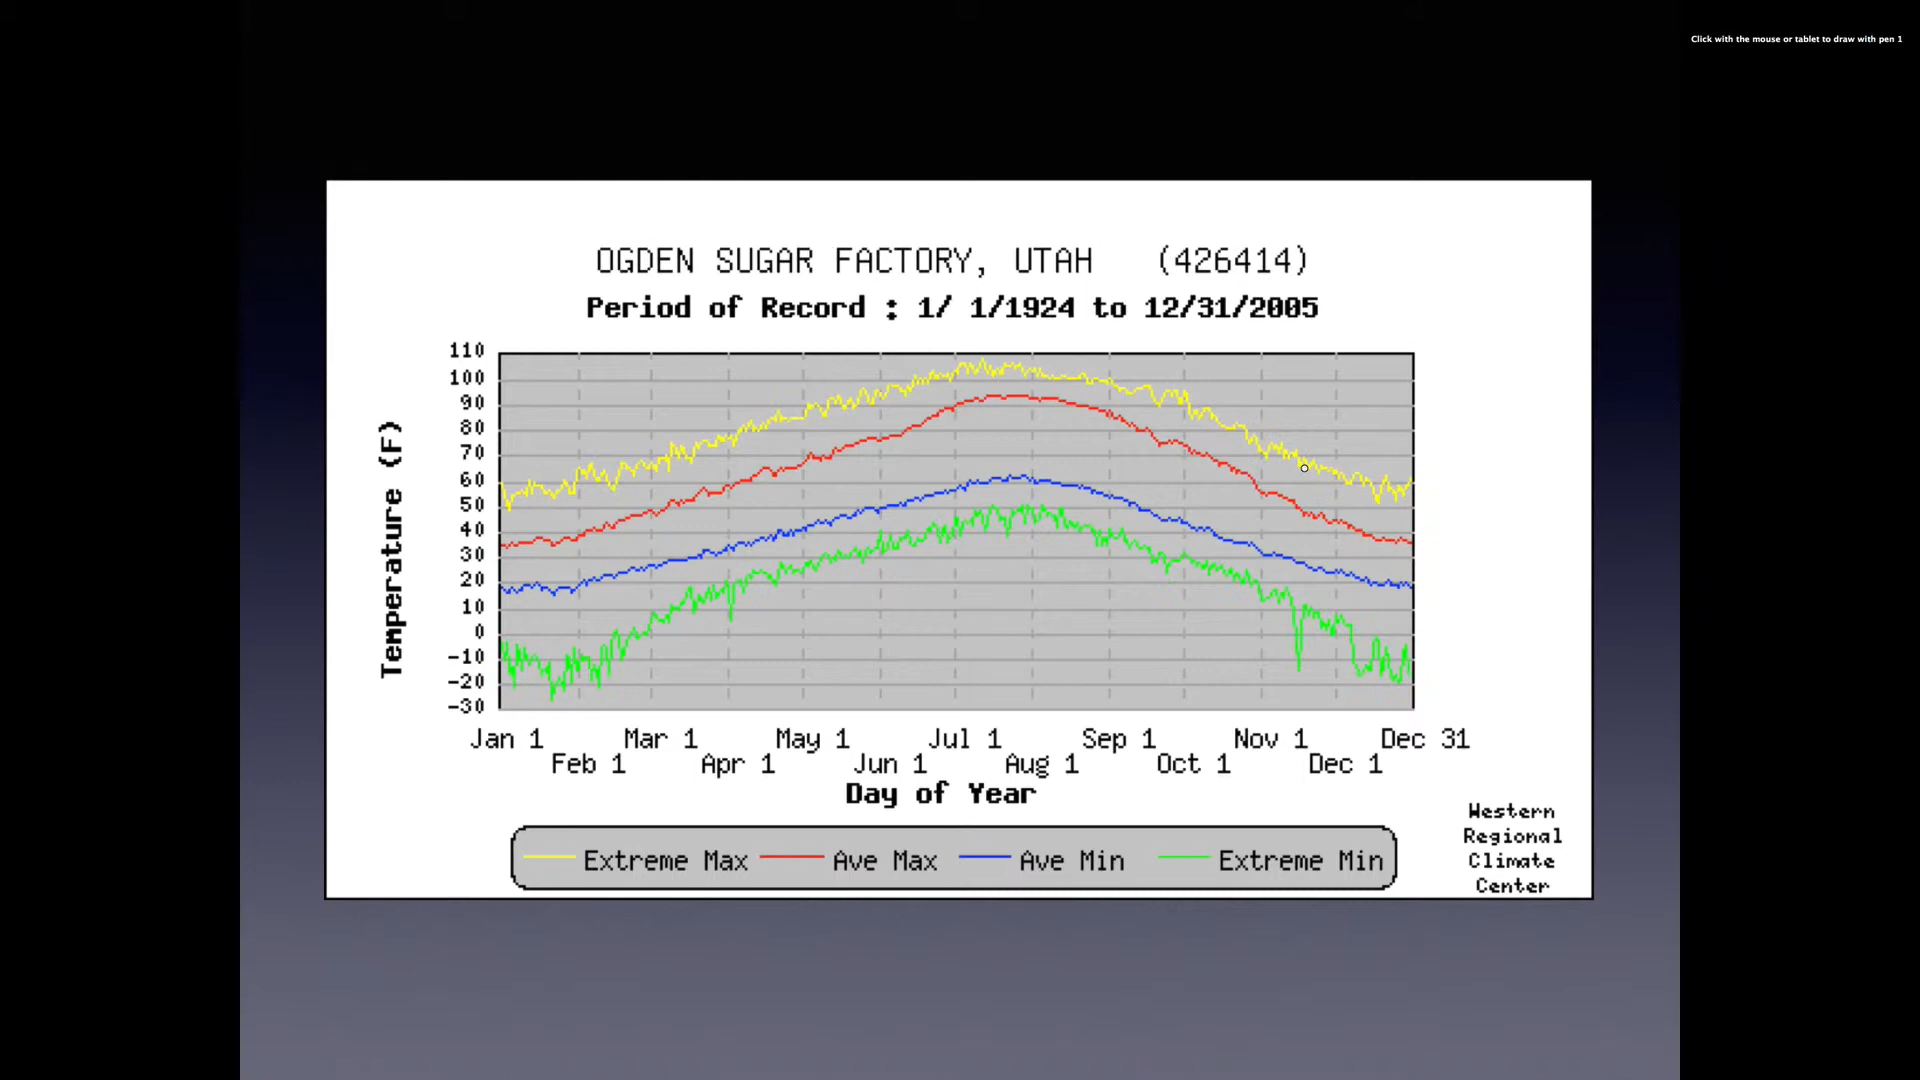 Click with the mouse or tablet to draw with pen 1
OGDEN SUGAR FACTORY, UTAH (426414)
Period of Record : 1/ 1/1924 to 12/31/2005
Temperature (F)
110
100
90
80
70
60
50
40
30
20
10
0
-10
-20
-30
Jan 1 Mar 1 May 1 Jul 1 Sep 1 Nov 1 Dec 31
Feb 1 Apr 1 Jun 1 Aug 1 Oct 1 Dec 1
Day of Year
Extreme Max Ave Max Ave Min Extreme Min
Western
Regional
Climate
Center